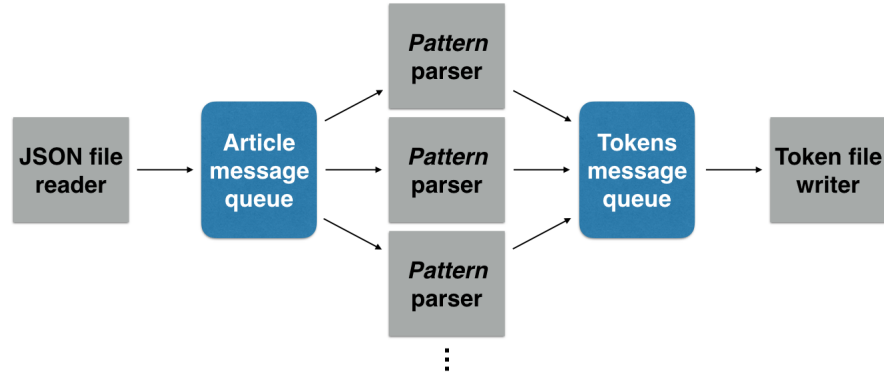 JSON file
reader
Article
message
queue
Pattern
parser
Pattern
parser
Pattern
parser
Tokens
message
queue
Token file
writer